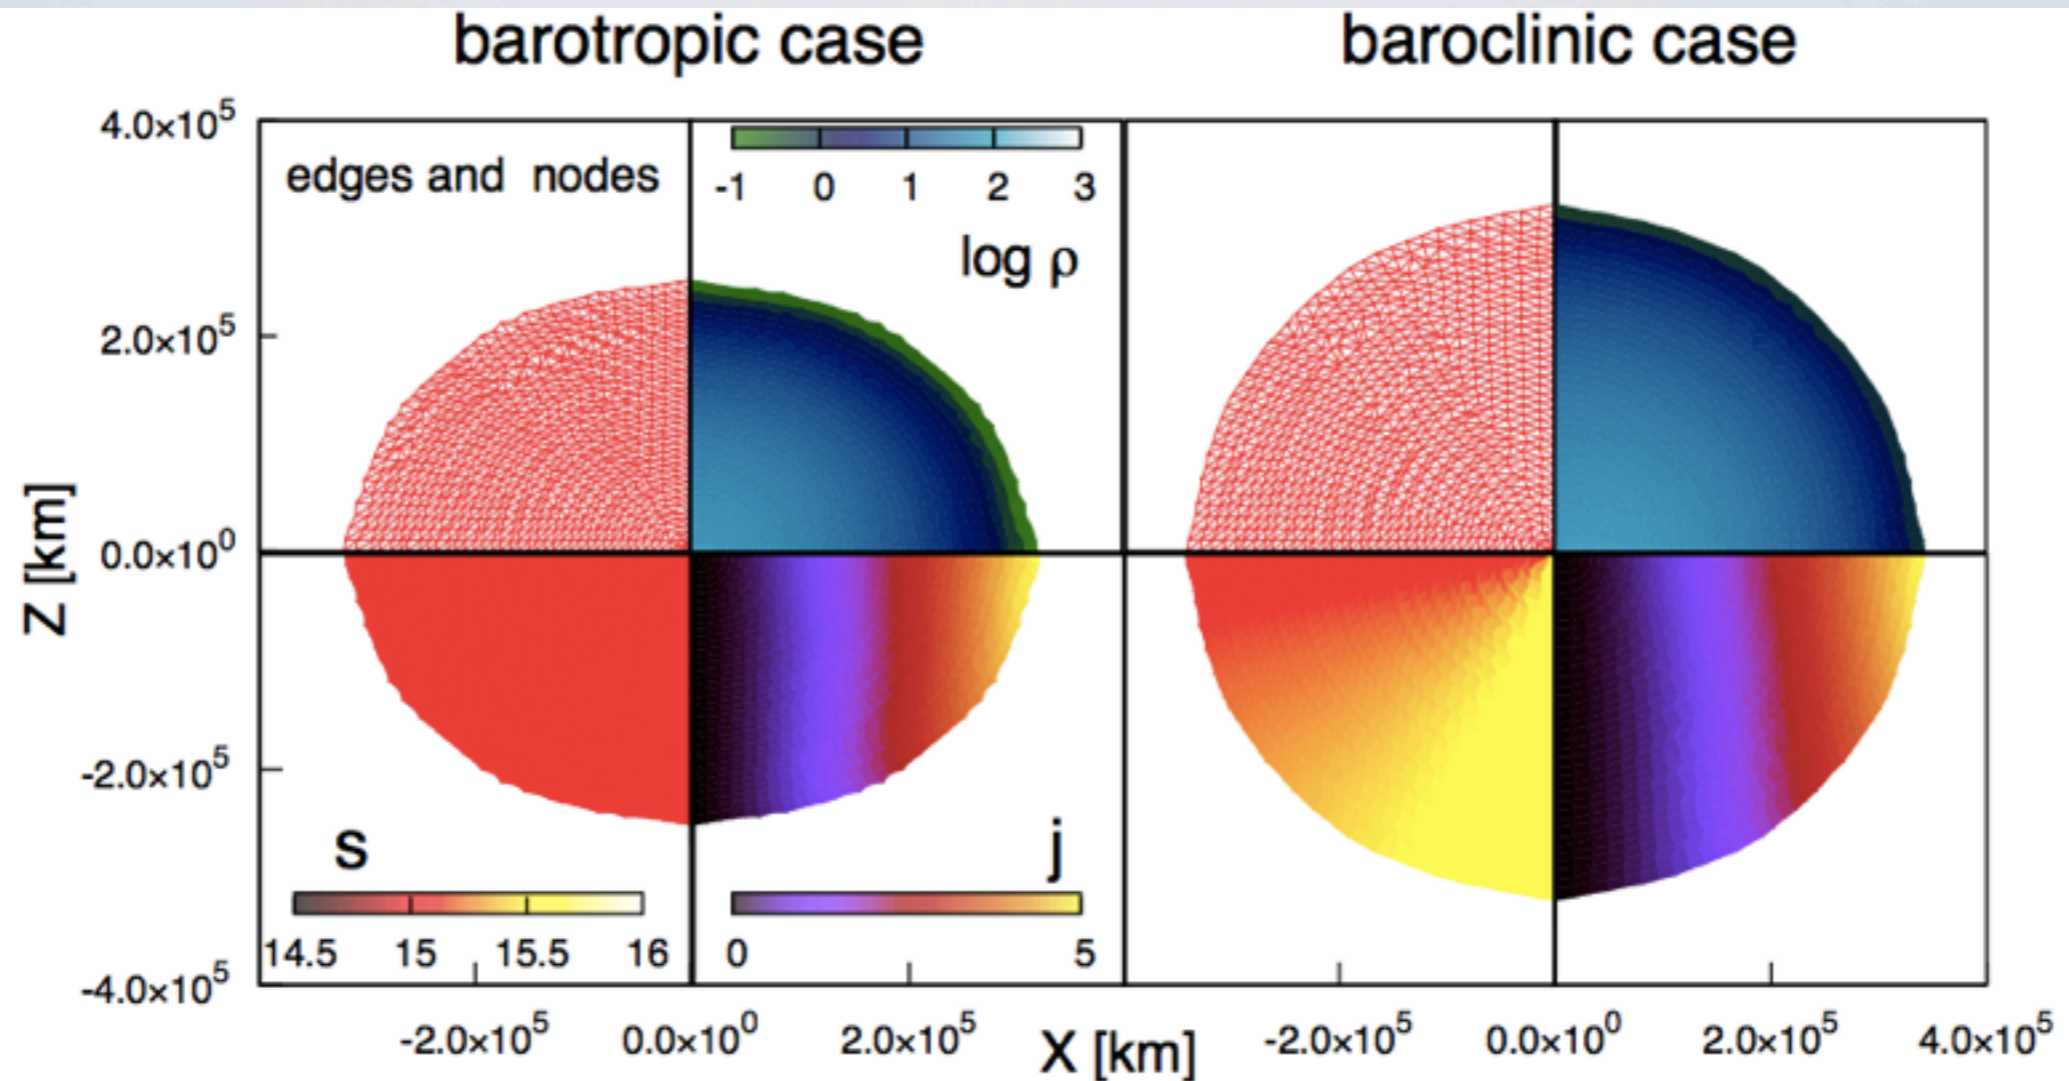 barotropic case
baroclinic case
4.0×10⁵
2.0×10⁵
0.0×10⁰
-2.0×10⁵
-4.0×10⁵
Z [km]
edges and nodes
-1 0 1 2 3
log ρ
s
14.5 15 15.5 16
j
0 5
-2.0×10⁵ 0.0×10⁰ 2.0×10⁵
X [km]
-2.0×10⁵ 0.0×10⁰ 2.0×10⁵ 4.0×10⁵